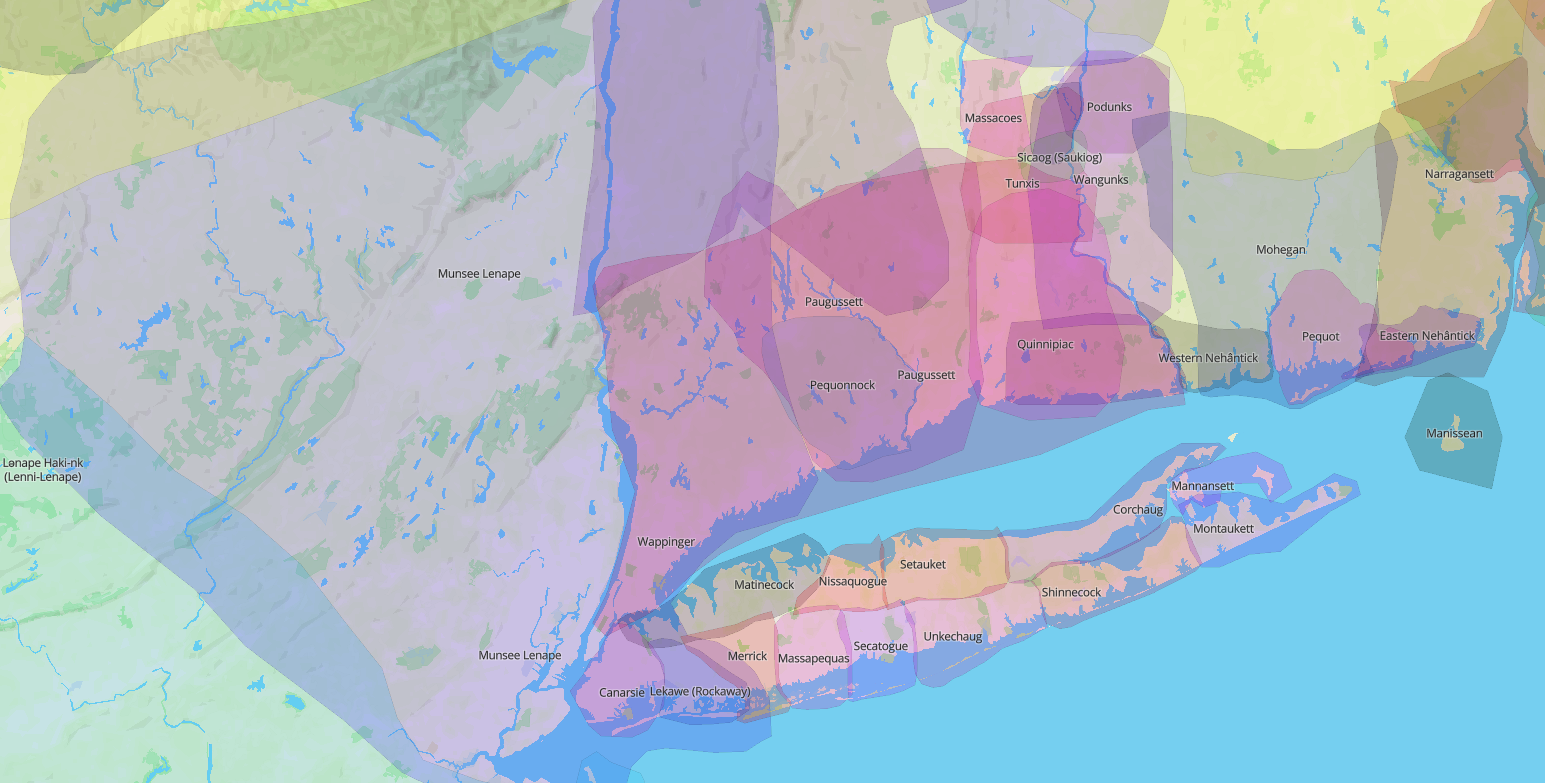 Massacoes
Podunks
Sicaog (Saukiog)
Tunxis
Wangunks
Narragansett
Mohegan
Munsee Lenape
Paugussett
Pequot
Eastern Nehântick
Quinnipiac
Western Nehântick
Paugussett
Pequonnock
Manissean
Lənape Haki-nk
(Lenni-Lenape)
Mannansett
Corchaug
Montaukett
Wappinger
Setauket
Nissaquogue
Matinecock
Shinnecock
Unkechaug
Secatogue
Munsee Lenape
Merrick
Massapequas
Canarsie
Lekawe (Rockaway)